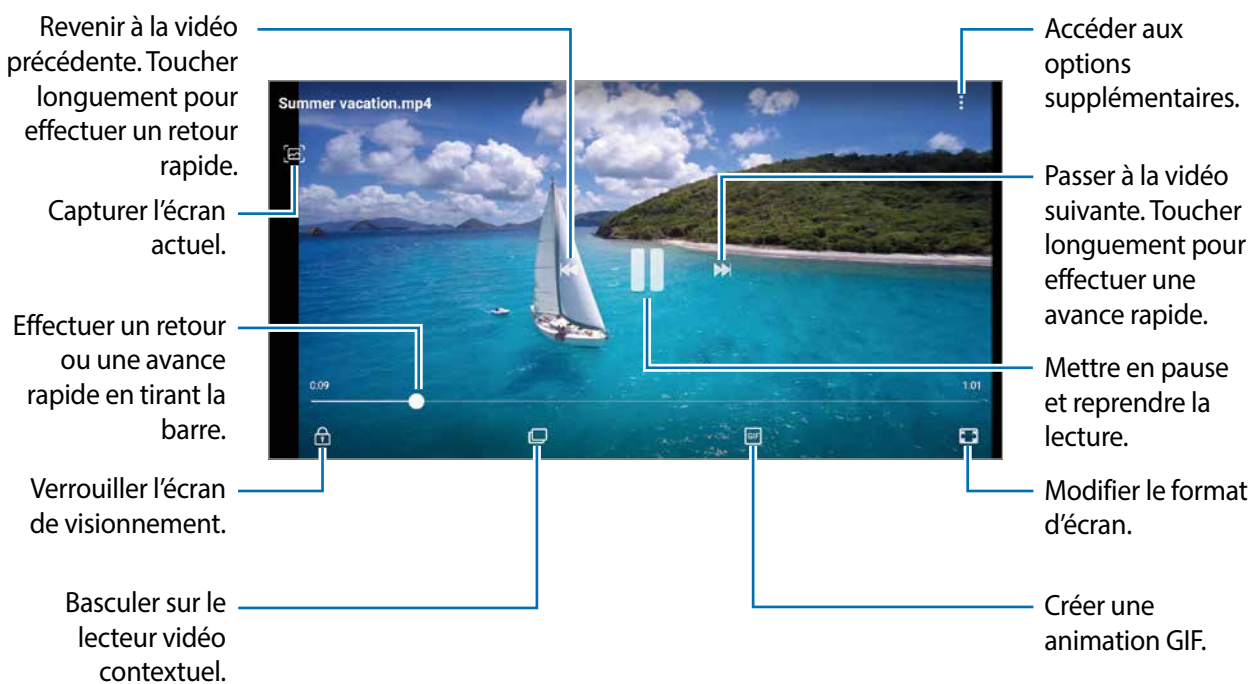 Revenir à la vidéo
précédente. Toucher
longuement pour
effectuer un retour
rapide.
Capturer l’écran
actuel.
Effectuer un retour
ou une avance
rapide en tirant la
barre.
Verrouiller l’écran
de visionnement.
Basculer sur le
lecteur vidéo
contextuel.
Summer vacation.mp4
0:09
1:01
GIF
Accéder aux
options
supplémentaires.
Passer à la vidéo
suivante. Toucher
longuement pour
effectuer une
avance rapide.
Mettre en pause
et reprendre la
lecture.
Modifier le format
d’écran.
Créer une
animation GIF.